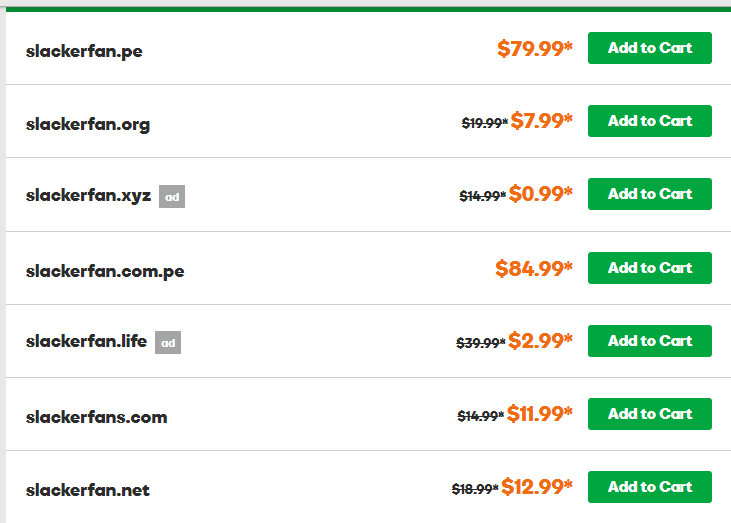 slackerfan.pe $79.99* Add to Cart
slackerfan.org $19.99* $7.99* Add to Cart
slackerfan.xyz ad $14.99* $0.99* Add to Cart
slackerfan.com.pe $84.99* Add to Cart
slackerfan.life ad $39.99* $2.99* Add to Cart
slackerfans.com $14.99* $11.99* Add to Cart
slackerfan.net $18.99* $12.99* Add to Cart